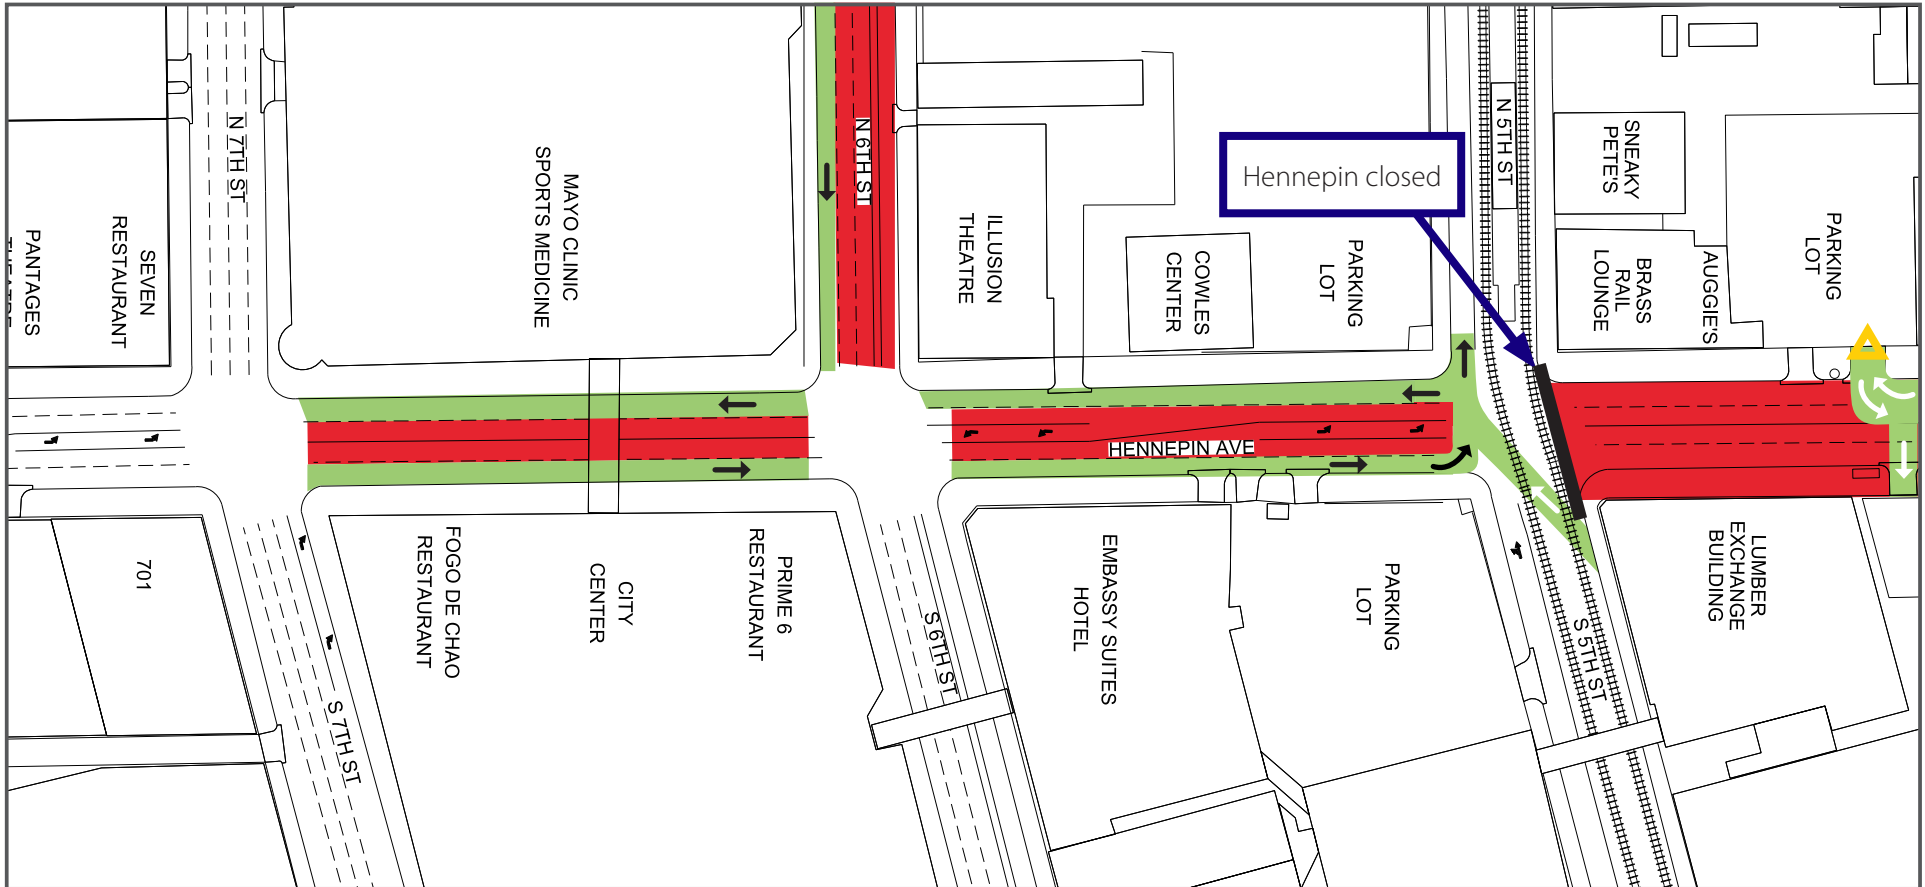 N 7TH ST
MAYO CLINIC
SPORTS MEDICINE
N 6TH ST
ILLUSION
THEATRE
COWLES
CENTER
PARKING
LOT
Hennepin closed
N 5TH ST
SNEAKY
PETE'S
BRASS
RAIL
LOUNGE
AUGGIE'S
PARKING
LOT
SEVEN
RESTAURANT
PANTAGES
HENNEPIN AVE
701
S 7TH ST
FOGO DE CHAO
RESTAURANT
CITY
CENTER
PRIME 6
RESTAURANT
S 6TH ST
EMBASSY SUITES
HOTEL
PARKING
LOT
S 5TH ST
LUMBER
EXCHANGE
BUILDING